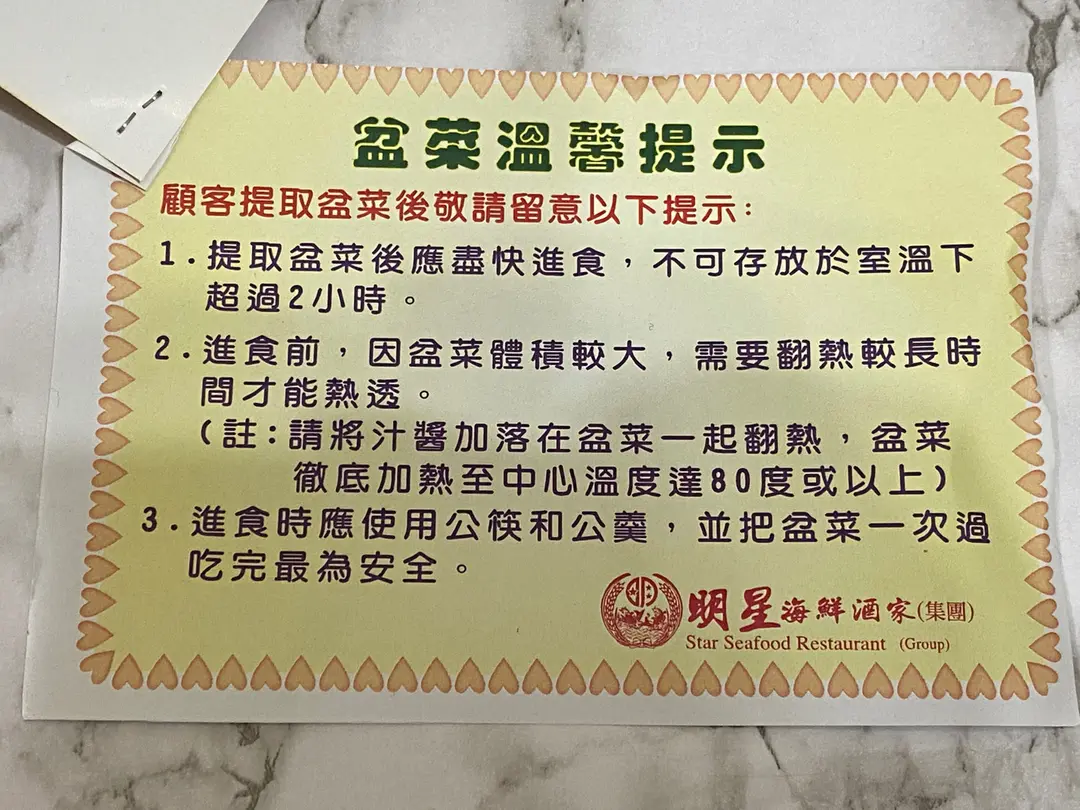 盆菜溫馨提示
顧客提取盆菜後敬請留意以下提示：
1.提取盆菜後應盡快進食，不可存放於室溫下
超過2小時。
2.進食前，因盆菜體積較大，需要翻熱較長時
間才能熱透。
（註：請將汁醬加落在盆菜一起翻熱，盆菜
徹底加熱至中心溫度達80度或以上）
3.進食時應使用公筷和公羹，並把盆菜一次過
吃完最為安全。
明星海鮮酒家(集團)
Star Seafood Restaurant (Group)